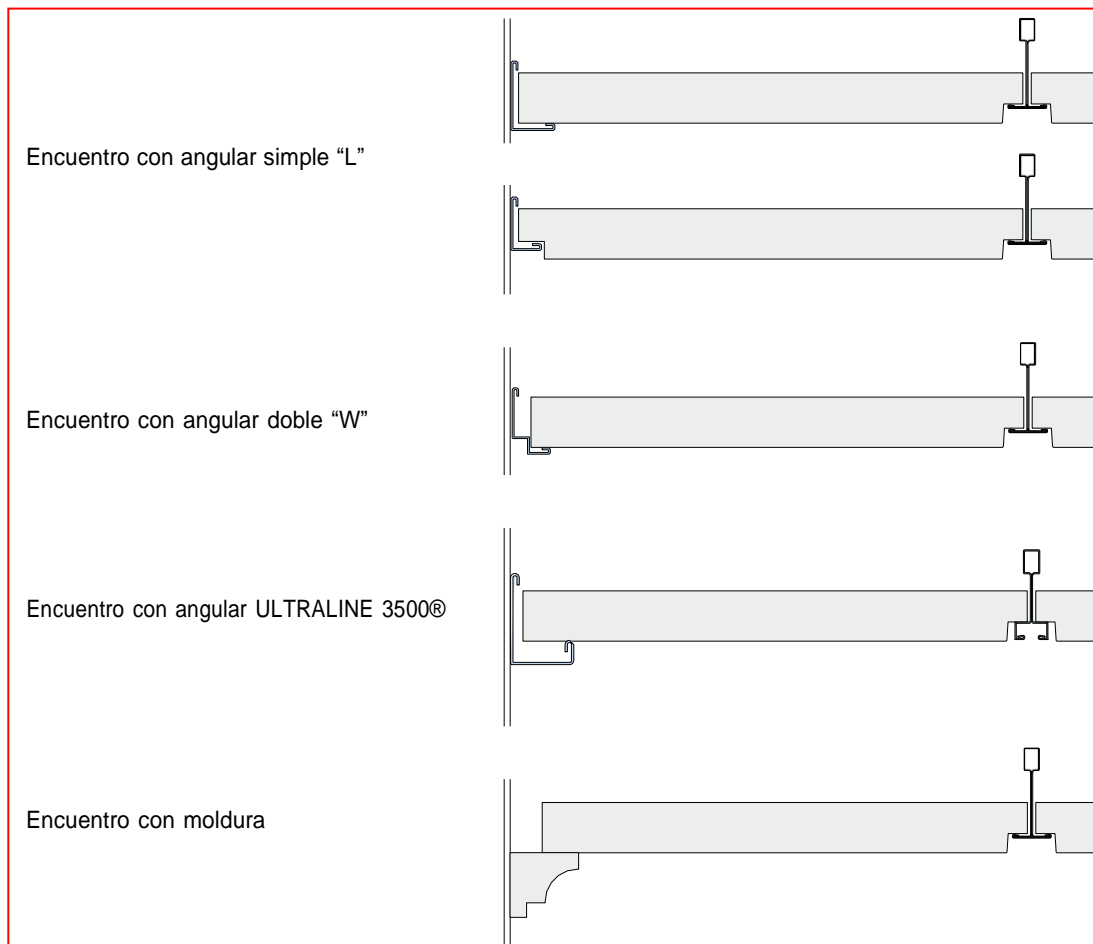 Encuentro con angular simple “L”
Encuentro con angular doble “W”
Encuentro con angular ULTRALINE 3500®
Encuentro con moldura